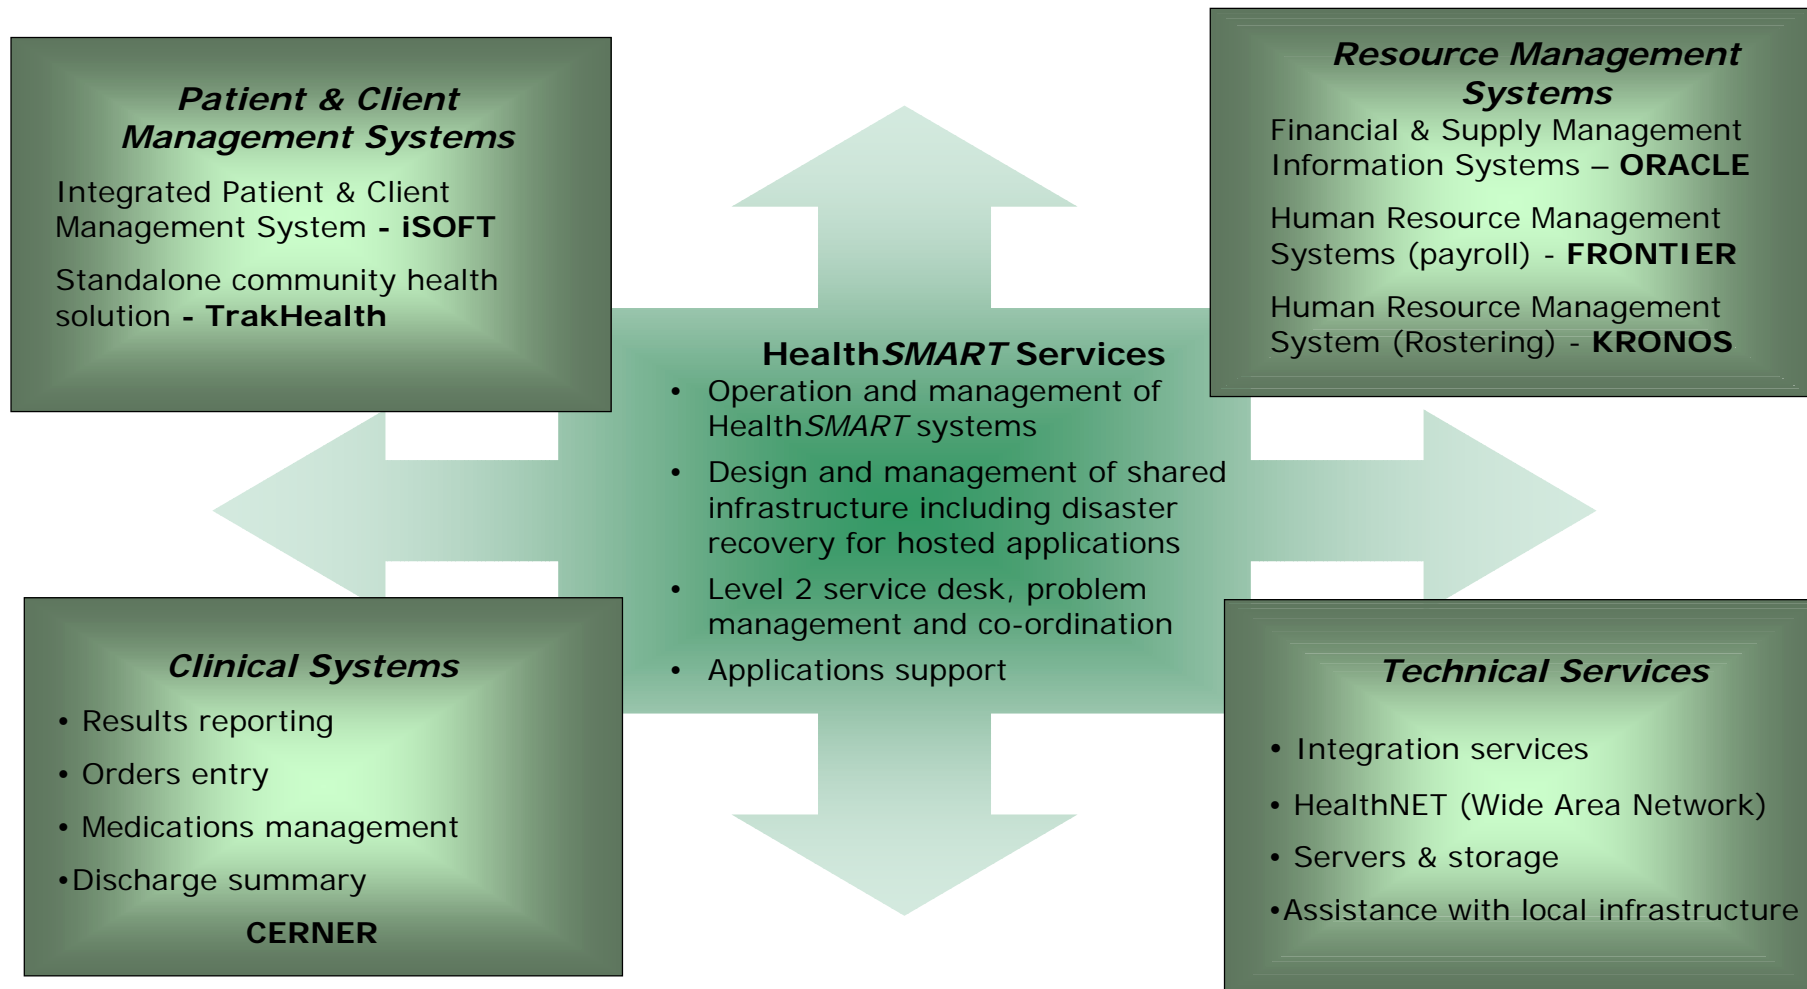 Patient & Client
Management Systems
Integrated Patient & Client
Management System - iSOFT
Standalone community health
solution - TrakHealth
Resource Management
Systems
Financial & Supply Management
Information Systems – ORACLE
Human Resource Management
Systems (payroll) - FRONTIER
Human Resource Management
System (Rostering) - KRONOS
HealthSMART Services
• Operation and management of
HealthSMART systems
• Design and management of shared
infrastructure including disaster
recovery for hosted applications
• Level 2 service desk, problem
management and co-ordination
• Applications support
Clinical Systems
• Results reporting
• Orders entry
• Medications management
•Discharge summary
CERNER
Technical Services
• Integration services
• HealthNET (Wide Area Network)
• Servers & storage
•Assistance with local infrastructure